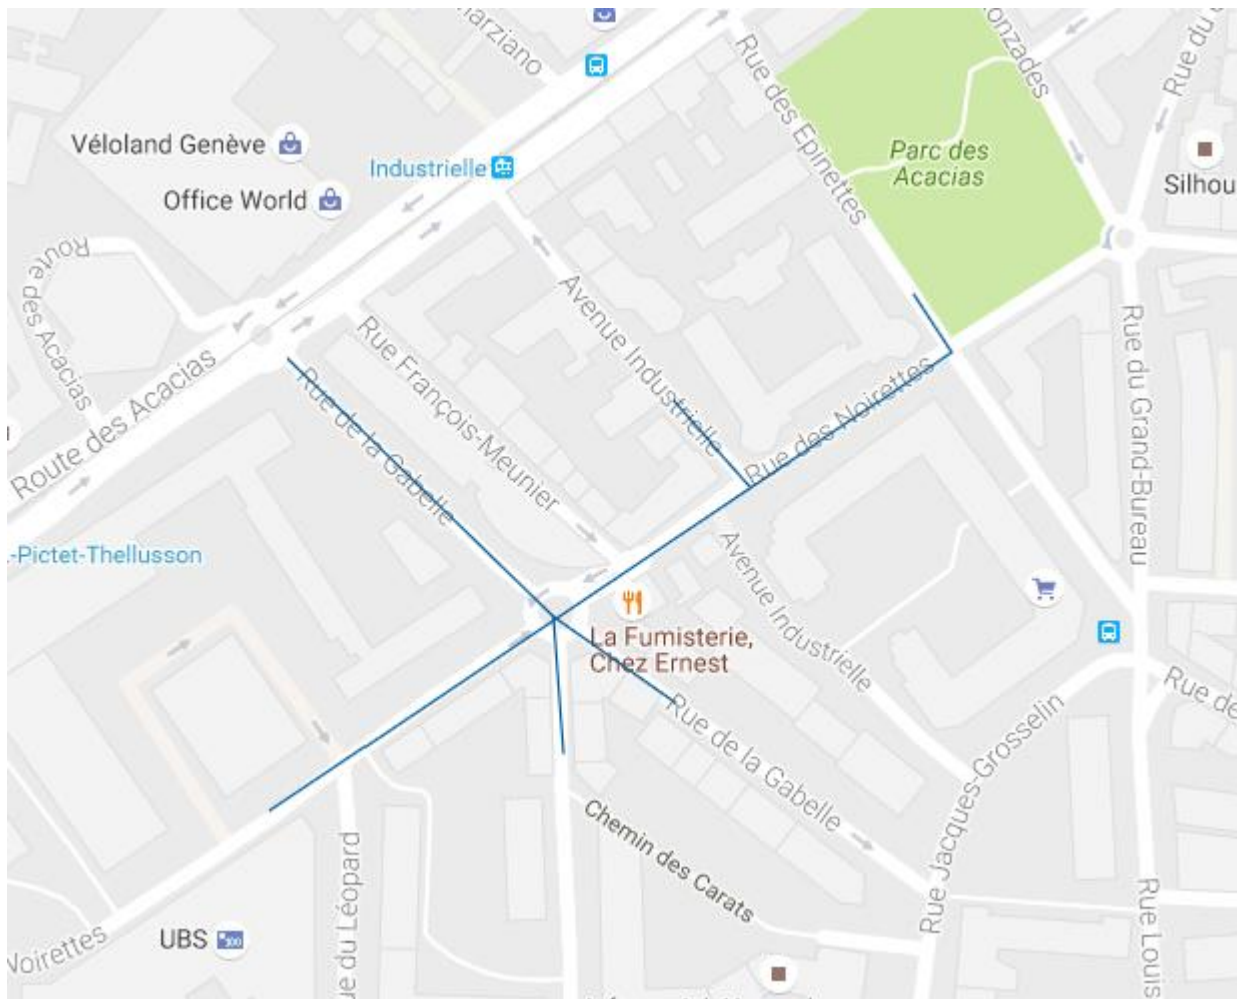 arziano
onzades
Rue du
Rue des Epinettes
Véloland Genève
Industrielle
Parc des
Acacias
Silhou
Office World
Route des Acacias
Route des Acacias
Rue François-Meunier
Avenue Industrielle
Rue du Grand-Bureau
Rue de la Gabelle
Rue des Noirettes
-Pictet-Thellusson
Avenue Industrielle
La Fumisterie,
Chez Ernest
Rue de la Gabelle
Rue de
Rue Jacques-Grosselin
Chemin des Carats
ue du Léopard
UBS
Noirettes
Rue Louis